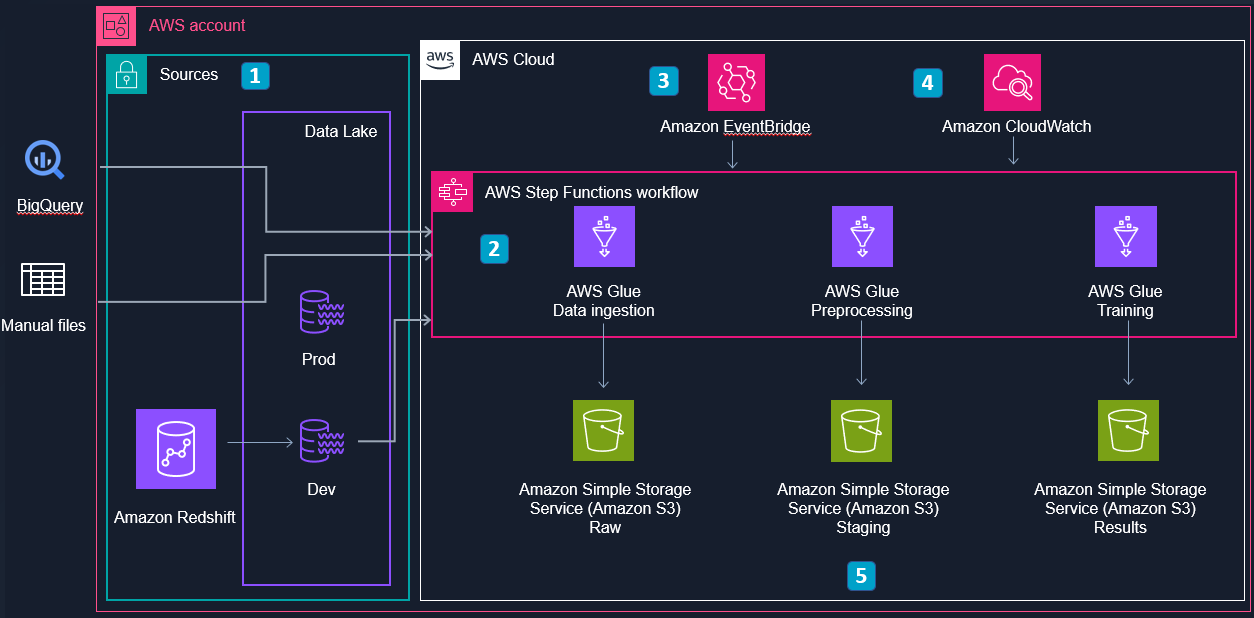 AWS account
Sources
1
aws
AWS Cloud
3
4
Data Lake
Amazon EventBridge
Amazon CloudWatch
BigQuery
AWS Step Functions workflow
2
AWS Glue
Data ingestion
AWS Glue
Preprocessing
AWS Glue
Training
Manual files
Prod
Dev
Amazon Redshift
Amazon Simple Storage
Service (Amazon S3)
Raw
Amazon Simple Storage
Service (Amazon S3)
Staging
Amazon Simple Storage
Service (Amazon S3)
Results
5